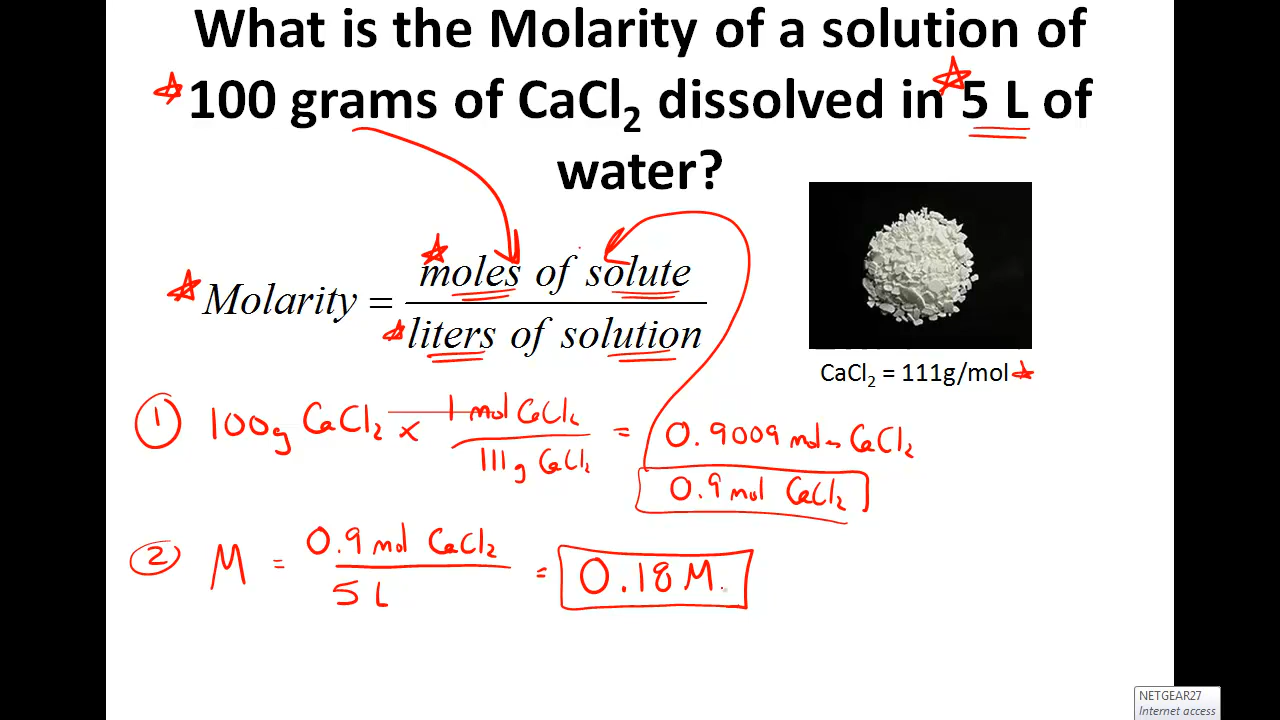 What is the Molarity of a solution of
100 grams of CaCl₂ dissolved in 5 L of
water?
Molarity = moles of solute / liters of solution
CaCl₂ = 111g/mol
① 100g CaCl₂ × 1 mol CaCl₂ / 111g CaCl₂ = 0.9009 moles CaCl₂
0.9 mol CaCl₂
② M = 0.9 mol CaCl₂ / 5 L = 0.18 M.
NETGEAR27
Internet access